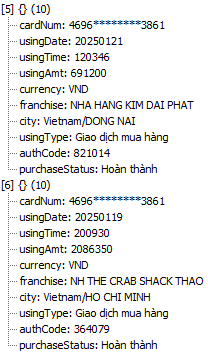 [5] {} (10)
cardNum: 4696********3861
usingDate: 20250121
usingTime: 120346
usingAmt: 691200
currency: VND
franchise: NHA HANG KIM DAI PHAT
city: Vietnam/DONG NAI
usingType: Giao dịch mua hàng
authCode: 821014
purchaseStatus: Hoàn thành
[6] {} (10)
cardNum: 4696********3861
usingDate: 20250119
usingTime: 200930
usingAmt: 2086350
currency: VND
franchise: NH THE CRAB SHACK THAO
city: Vietnam/HO CHI MINH
usingType: Giao dịch mua hàng
authCode: 364079
purchaseStatus: Hoàn thành